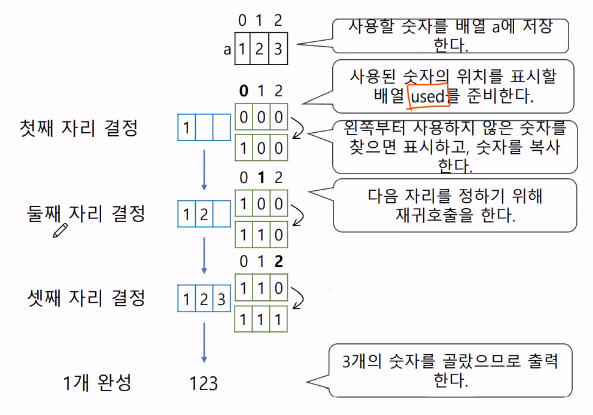 0 1 2
a 1 2 3
사용할 숫자를 배열 a에 저장
한다.
사용된 숫자의 위치를 표시할
배열 used를 준비한다.
0 1 2
첫째 자리 결정
1
0 0 0
1 0 0
왼쪽부터 사용하지 않은 숫자를
찾으면 표시하고, 숫자를 복사
한다.
0 1 2
둘째 자리 결정
1 2
1 0 0
1 1 0
다음 자리를 정하기 위해
재귀호출을 한다.
0 1 2
셋째 자리 결정
1 2 3
1 1 0
1 1 1
1개 완성
123
3개의 숫자를 골랐으므로 출력
한다.